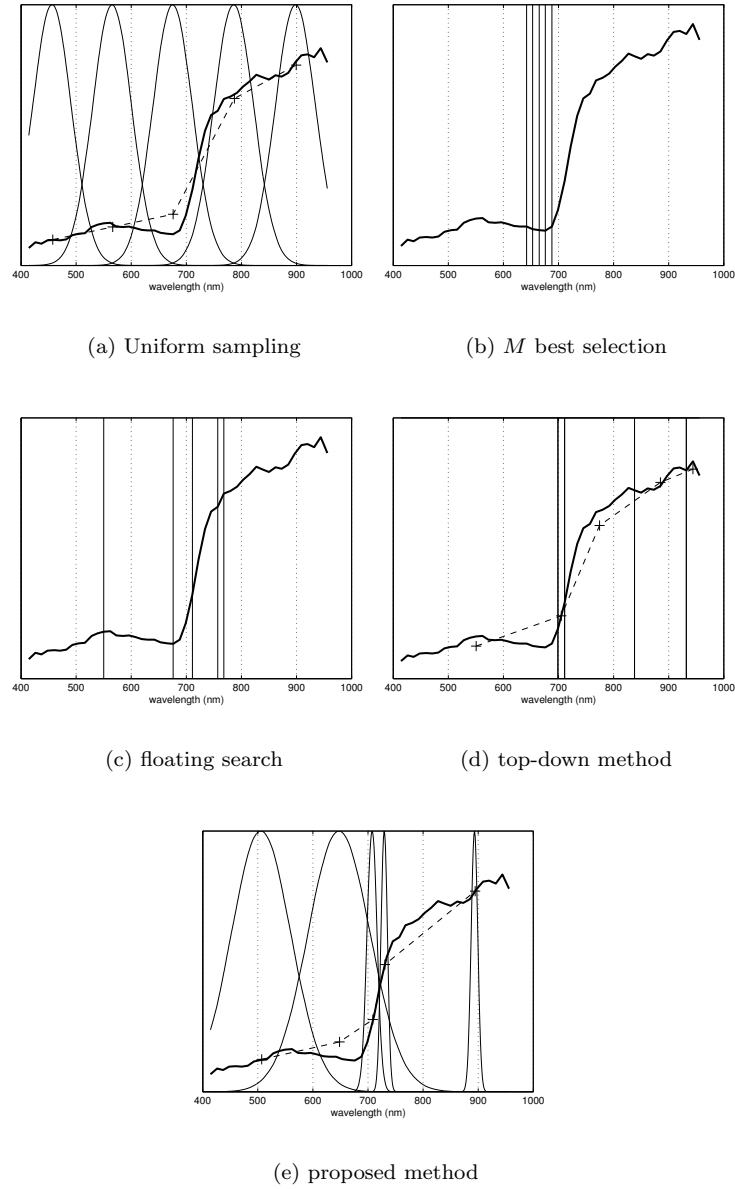 400 500 600 700 800 900 1000
wavelength (nm)
(a) Uniform sampling
400 500 600 700 800 900 1000
wavelength (nm)
(b) M best selection
400 500 600 700 800 900 1000
wavelength (nm)
(c) floating search
400 500 600 700 800 900 1000
wavelength (nm)
(d) top-down method
400 500 600 700 800 900 1000
wavelength (nm)
(e) proposed method